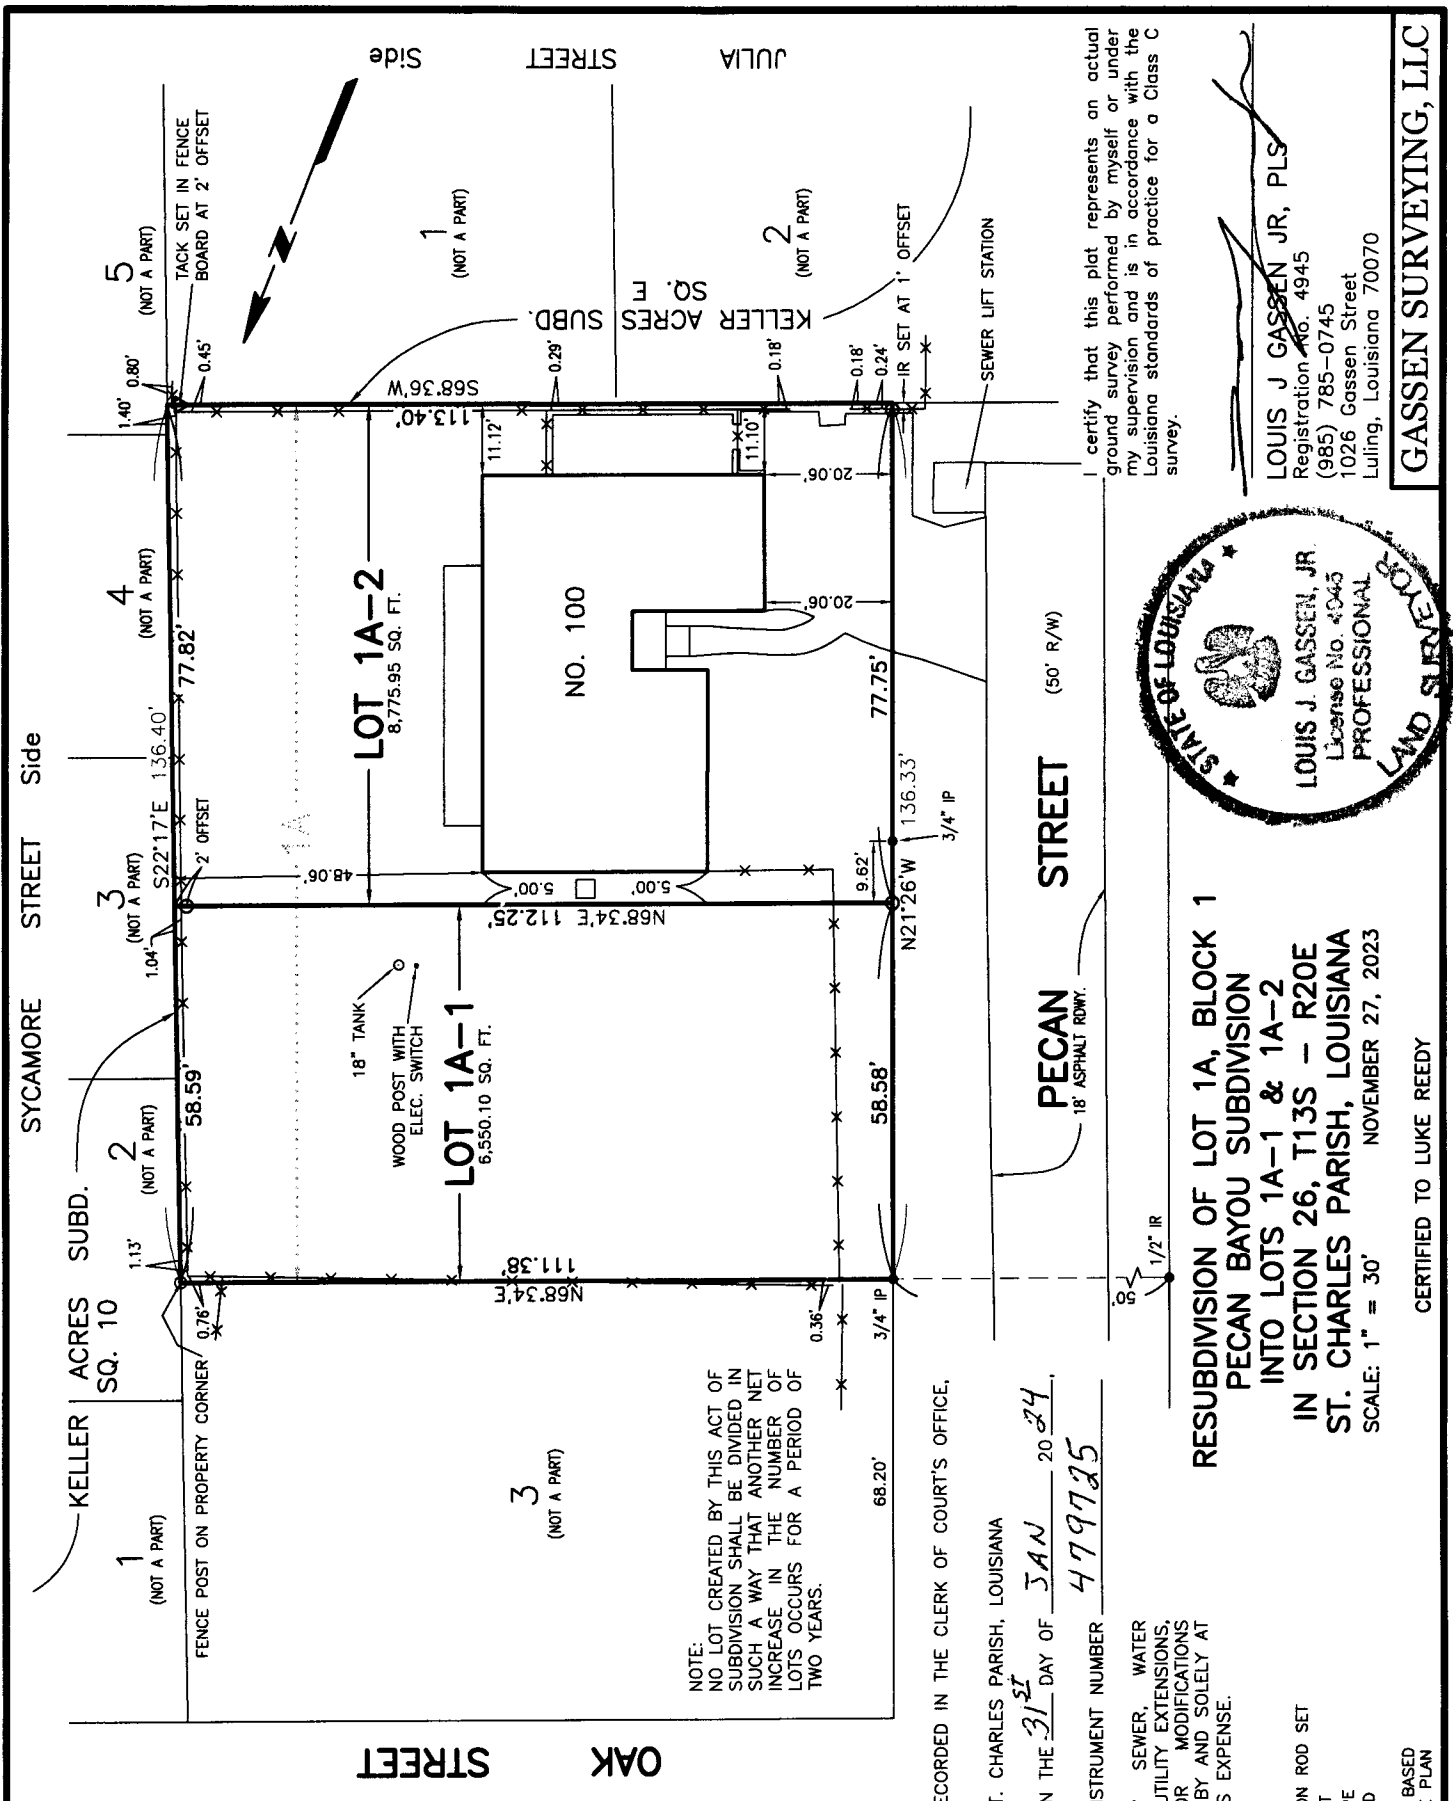 SYCAMORE STREET Side
KELLER ACRES SUBD.
SQ. 10
1
(NOT A PART)
2
(NOT A PART)
3
(NOT A PART)
4
(NOT A PART)
5
(NOT A PART)
FENCE POST ON PROPERTY CORNER
TACK SET IN FENCE
BOARD AT 2' OFFSET
1.13'
0.76'
1.04'
2' OFFSET
1.40'
0.80'
0.45'
S22°17'E 136.40'
58.59'
77.82'
1A
JULIA STREET Side
1
(NOT A PART)
2
(NOT A PART)
KELLER ACRES SUBD.
SQ. E
S68°36'W
113.40'
0.29'
0.18'
0.18'
0.24'
IR SET AT 1' OFFSET
SEWER LIFT STATION
LOT 1A-2
8,775.95 SQ. FT.
NO. 100
11.12'
11.10'
20.06'
20.06'
48.06'
5.00'
5.00'
N68°34'E 112.25'
18" TANK
WOOD POST WITH
ELEC. SWITCH
LOT 1A-1
6,550.10 SQ. FT.
N68°34'E
111.38'
0.36'
3/4" IP
58.58'
77.75'
N21°26'W 136.33'
9.62'
3/4" IP
3
(NOT A PART)
68.20'
OAK STREET
PECAN STREET (50' R/W)
18' ASPHALT RDWY.
50'
1/2" IR
NOTE:
NO LOT CREATED BY THIS ACT OF
SUBDIVISION SHALL BE DIVIDED IN
SUCH A WAY THAT ANOTHER NET
INCREASE IN THE NUMBER OF
LOTS OCCURS FOR A PERIOD OF
TWO YEARS.
ECORDED IN THE CLERK OF COURT'S OFFICE,
T. CHARLES PARISH, LOUISIANA
N THE 31ST DAY OF JAN 2024,
STRUMENT NUMBER 479725
SEWER, WATER
UTILITY EXTENSIONS,
OR MODIFICATIONS
BY AND SOLELY AT
S EXPENSE.
ON ROD SET
BASED
PLAN
RESUBDIVISION OF LOT 1A, BLOCK 1
PECAN BAYOU SUBDIVISION
INTO LOTS 1A-1 & 1A-2
IN SECTION 26, T13S - R20E
ST. CHARLES PARISH, LOUISIANA
SCALE: 1" = 30' NOVEMBER 27, 2023
CERTIFIED TO LUKE REEDY
I certify that this plat represents an actual
ground survey performed by myself or under
my supervision and is in accordance with the
Louisiana standards of practice for a Class C
survey.
LOUIS J GASSEN JR, PLS
Registration No. 4945
(985) 785-0745
1026 Gassen Street
Luling, Louisiana 70070
STATE OF LOUISIANA
LOUIS J. GASSEN, JR.
License No.
PROFESSIONAL
LAND SURVEYOR
GASSEN SURVEYING, LLC